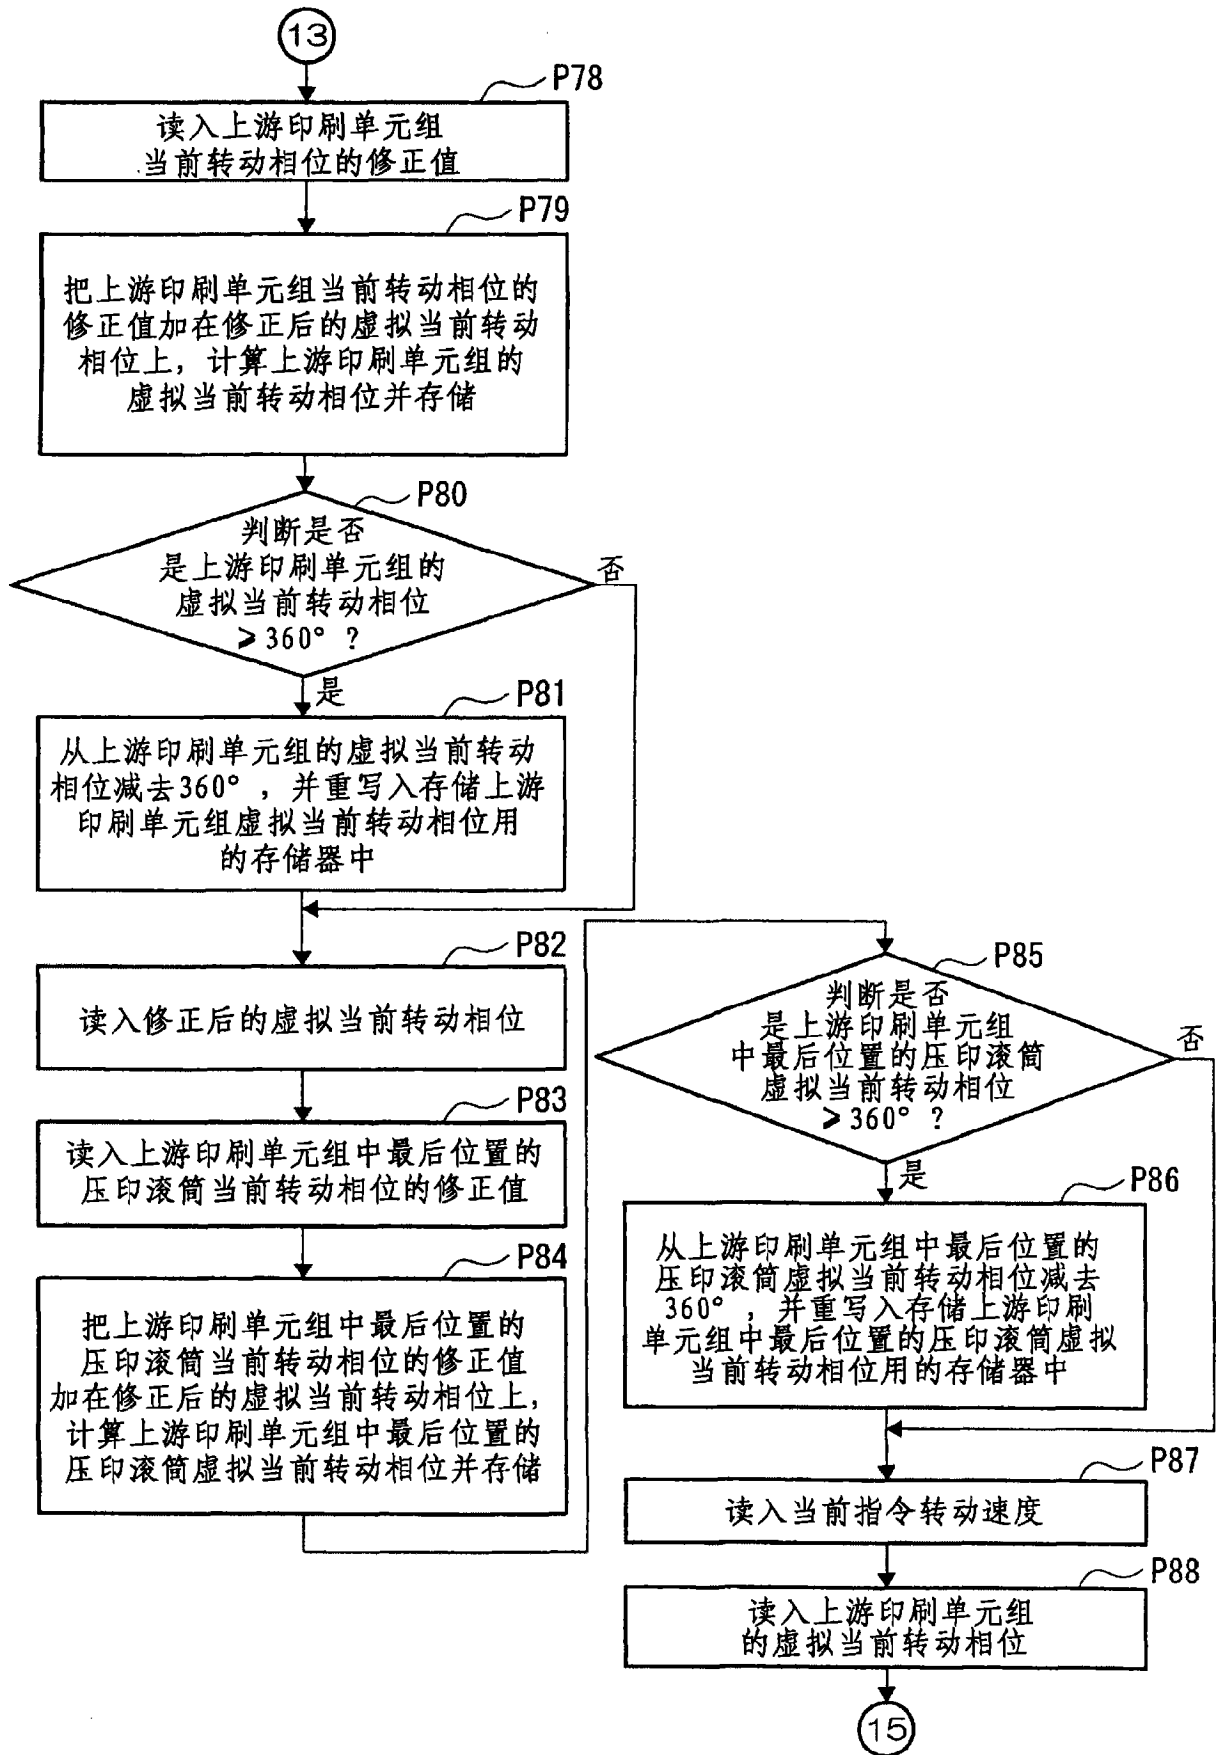 13
P78
读入上游印刷单元组
当前转动相位的修正值
P79
把上游印刷单元组当前转动相位的
修正值加在修正后的虚拟当前转动
相位上，计算上游印刷单元组的
虚拟当前转动相位并存储
P80
判断是否
是上游印刷单元组的
虚拟当前转动相位
≥360°？
否
是
P81
从上游印刷单元组的虚拟当前转动
相位减去360°，并重写入存储上游
印刷单元组虚拟当前转动相位用
的存储器中
P82
读入修正后的虚拟当前转动相位
P83
读入上游印刷单元组中最后位置的
压印滚筒当前转动相位的修正值
P84
把上游印刷单元组中最后位置的
压印滚筒当前转动相位的修正值
加在修正后的虚拟当前转动相位上，
计算上游印刷单元组中最后位置的
压印滚筒虚拟当前转动相位并存储
P85
判断是否
是上游印刷单元组
中最后位置的压印滚筒
虚拟当前转动相位
≥360°？
否
是
P86
从上游印刷单元组中最后位置的
压印滚筒虚拟当前转动相位减去
360°，并重写入存储上游印刷
单元组中最后位置的压印滚筒虚拟
当前转动相位用的存储器中
P87
读入当前指令转动速度
P88
读入上游印刷单元组
的虚拟当前转动相位
15